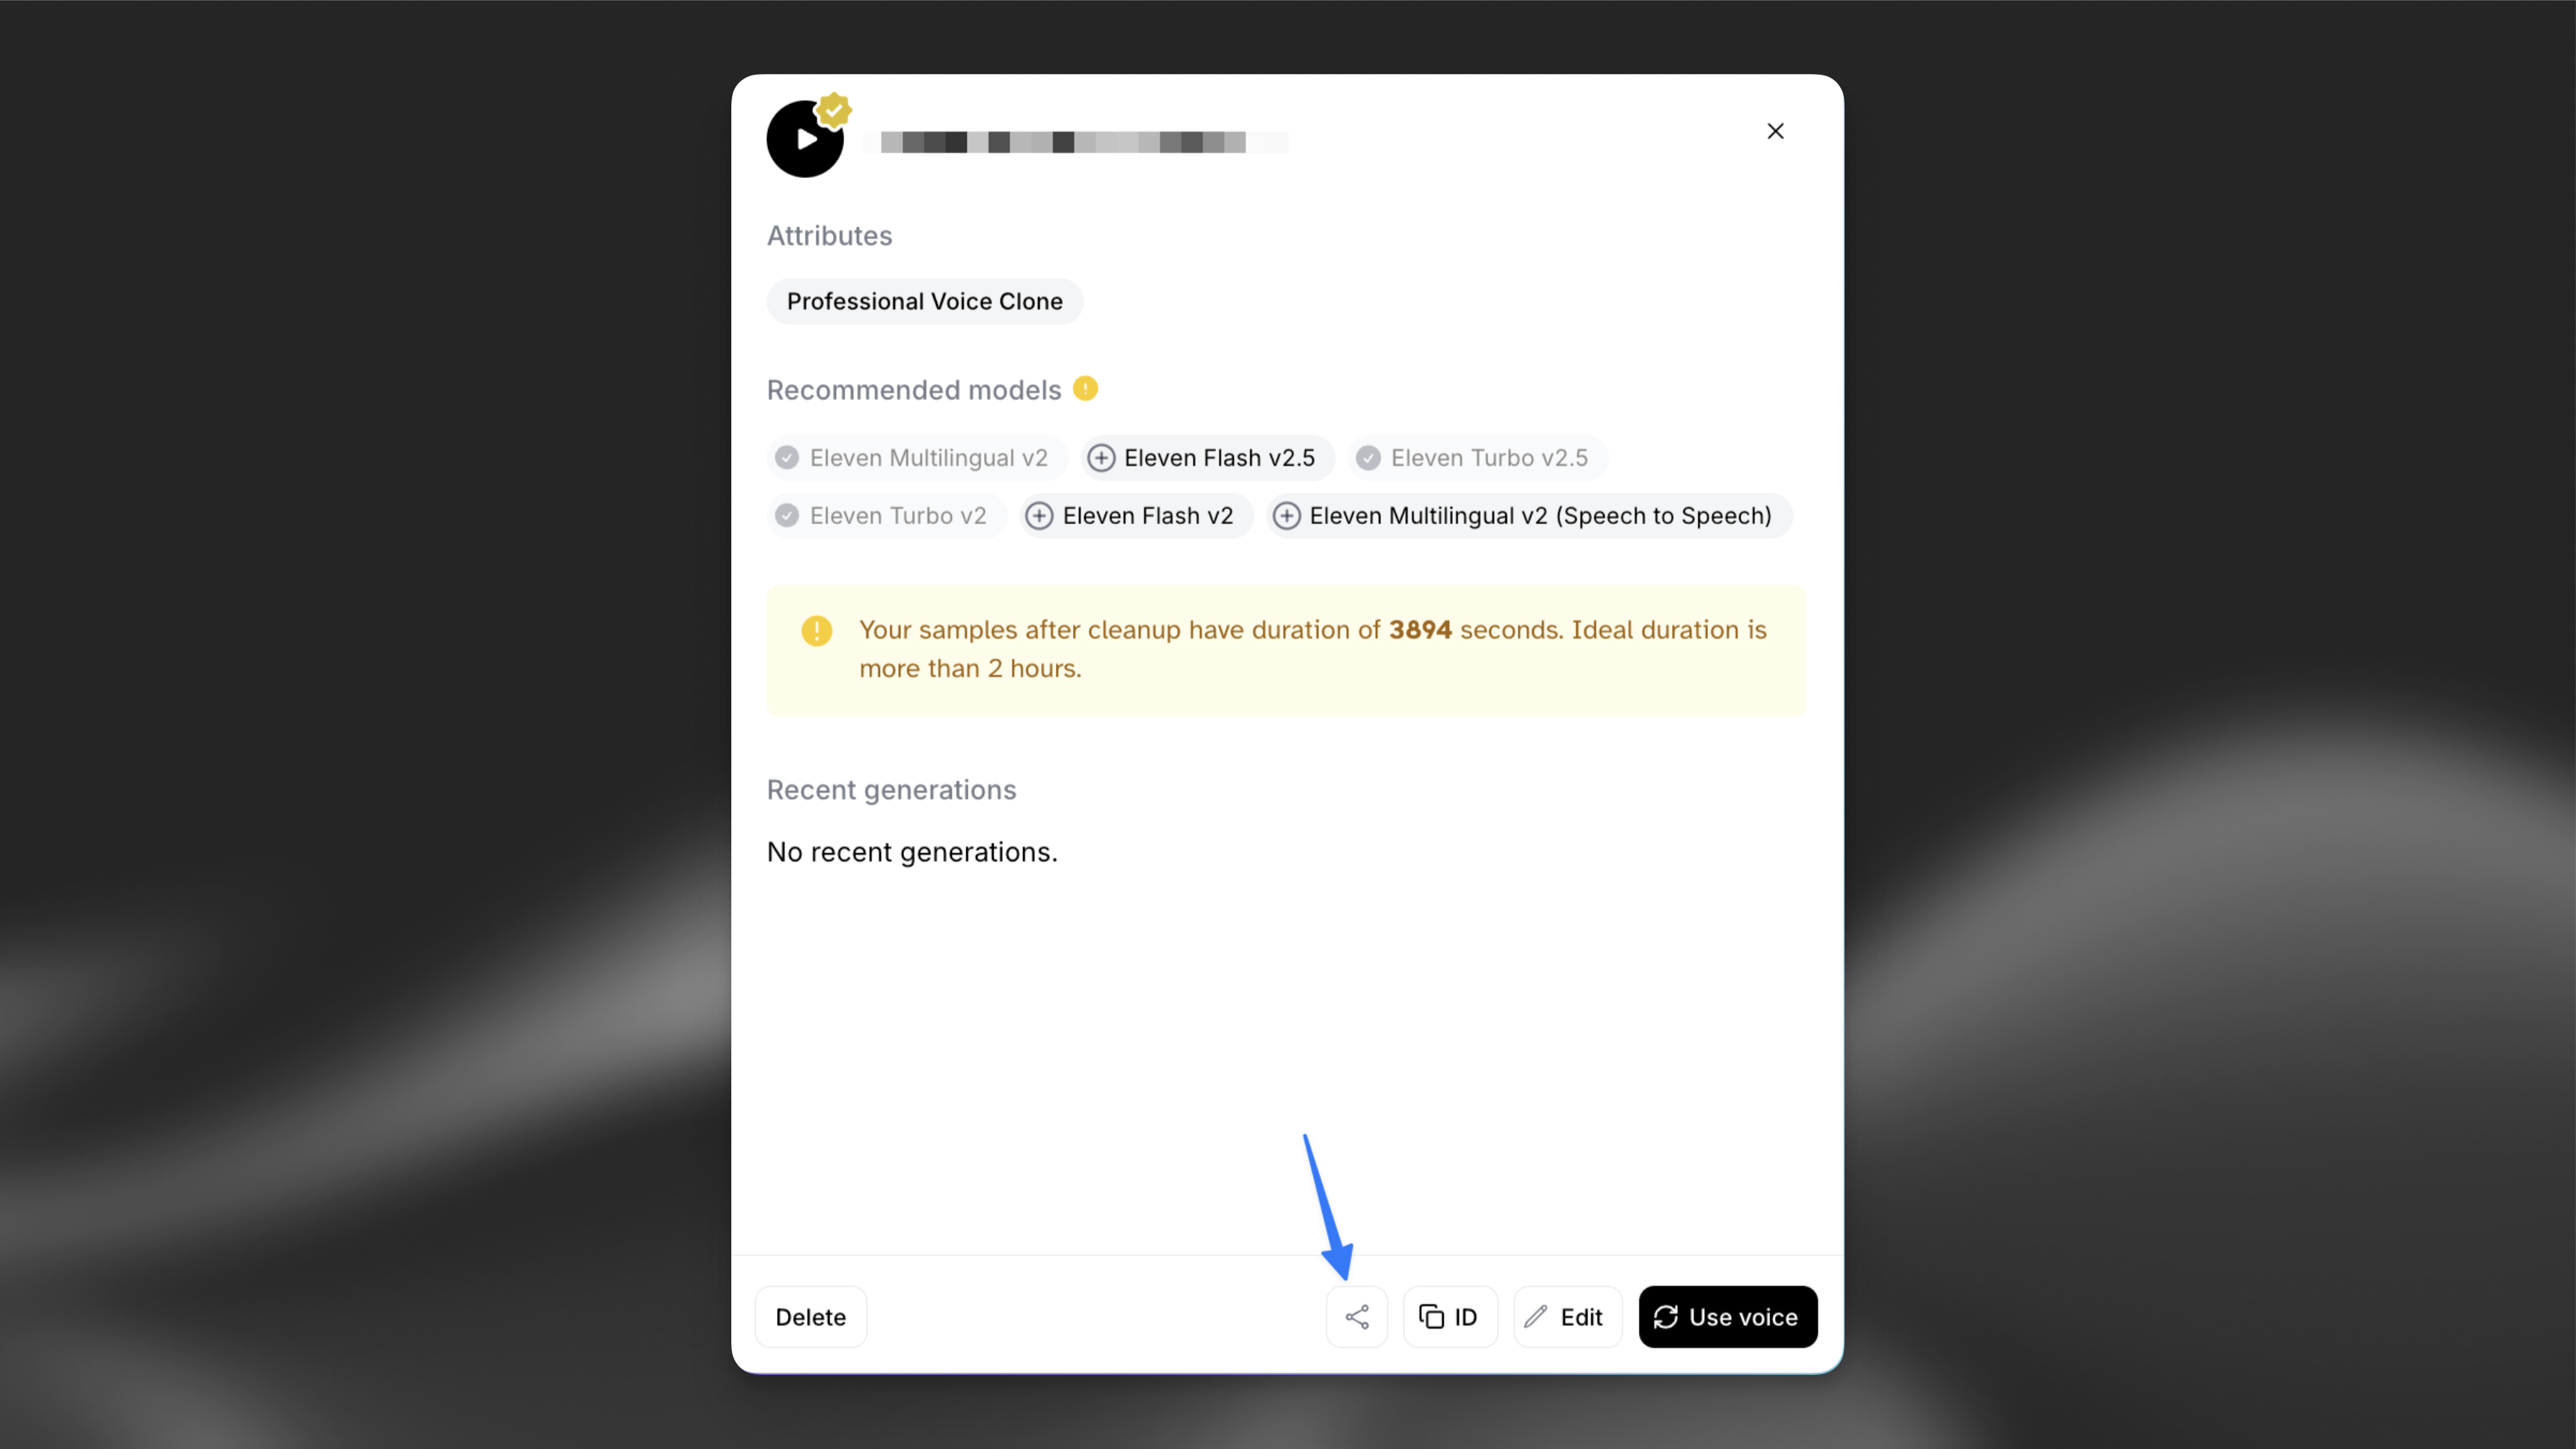 Attributes
Professional Voice Clone
Recommended models
Eleven Multilingual v2 Eleven Flash v2.5 Eleven Turbo v2.5
Eleven Turbo v2 Eleven Flash v2 Eleven Multilingual v2 (Speech to Speech)
Your samples after cleanup have duration of 3894 seconds. Ideal duration is
more than 2 hours.
Recent generations
No recent generations.
Delete ID Edit Use voice